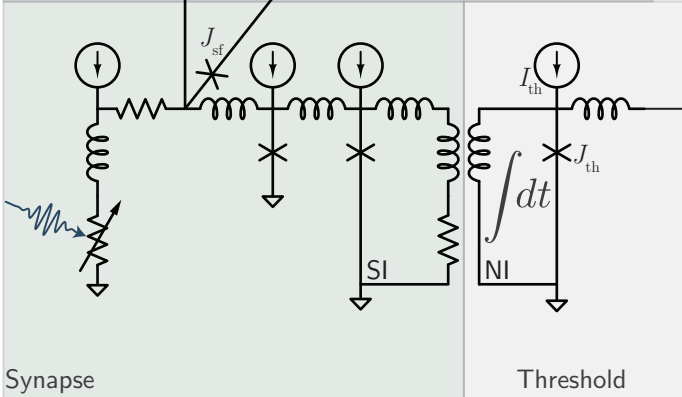 J_sf
I_th
J_th
∫dt
SI
NI
Synapse
Threshold